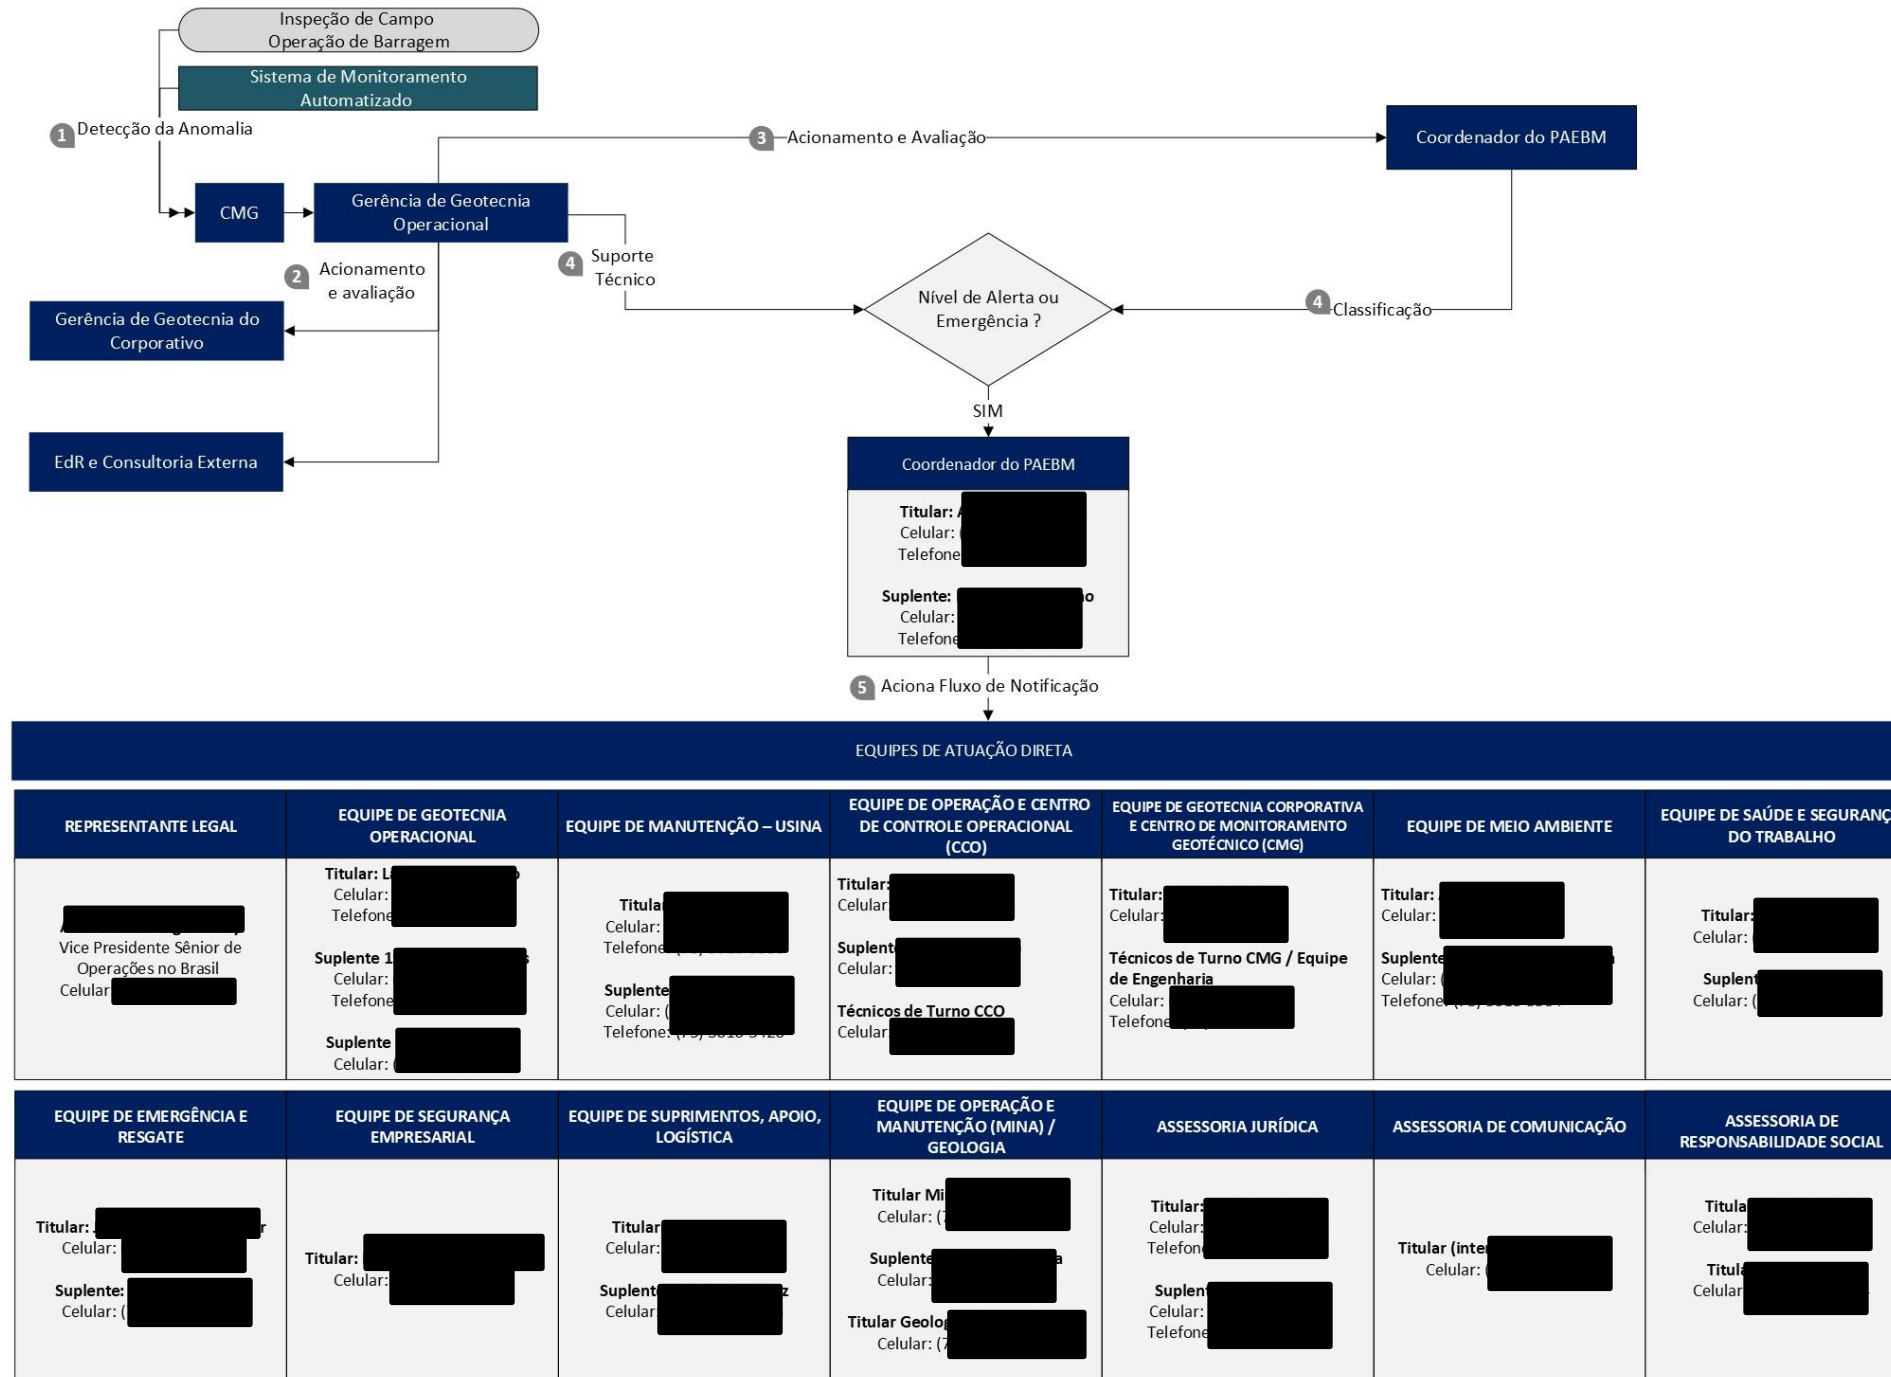 Inspeção de Campo
Operação de Barragem
Sistema de Monitoramento
Automatizado
1 Detecção da Anomalia
3 Acionamento e Avaliação
Coordenador do PAEBM
CMG
Gerência de Geotecnia
Operacional
2 Acionamento
e avaliação
4 Suporte
Técnico
Nível de Alerta ou
Emergência ?
4 Classificação
Gerência de Geotecnia do
Corporativo
SIM
EdR e Consultoria Externa
Coordenador do PAEBM
Titular:
Celular: (
Telefone
Suplente:
Celular:
Telefone
5 Aciona Fluxo de Notificação
EQUIPES DE ATUAÇÃO DIRETA
REPRESENTANTE LEGAL
Vice Presidente Sênior de
Operações no Brasil
Celular
EQUIPE DE GEOTECNIA
OPERACIONAL
Titular:
Celular:
Telefone
Suplente 1
Celular:
Telefone
Suplente
Celular: (
EQUIPE DE MANUTENÇÃO – USINA
Titular
Celular:
Telefone:
Suplente
Celular: (
Telefone:
EQUIPE DE OPERAÇÃO E CENTRO
DE CONTROLE OPERACIONAL
(CCO)
Titular:
Celular:
Suplente
Celular:
Técnicos de Turno CCO
Celular:
EQUIPE DE GEOTECNIA CORPORATIVA
E CENTRO DE MONITORAMENTO
GEOTÉCNICO (CMG)
Titular:
Celular:
Técnicos de Turno CMG / Equipe
de Engenharia
Celular:
Telefone
EQUIPE DE MEIO AMBIENTE
Titular:
Celular:
Suplente
Celular: (
Telefone:
EQUIPE DE SAÚDE E SEGURANÇ
DO TRABALHO
Titular:
Celular:
Suplent
Celular: (
EQUIPE DE EMERGÊNCIA E
RESGATE
Titular:
Celular:
Suplente:
Celular: (
EQUIPE DE SEGURANÇA
EMPRESARIAL
Titular:
Celular:
EQUIPE DE SUPRIMENTOS, APOIO,
LOGÍSTICA
Titular
Celular:
Suplent
Celular:
EQUIPE DE OPERAÇÃO E
MANUTENÇÃO (MINA) /
GEOLOGIA
Titular Mi
Celular: (7
Suplente
Celular:
Titular Geolog
Celular: (7
ASSESSORIA JURÍDICA
Titular:
Celular:
Telefon
Suplent
Celular:
Telefone
ASSESSORIA DE COMUNICAÇÃO
Titular (inter
Celular: (
ASSESSORIA DE
RESPONSABILIDADE SOCIAL
Titula
Celular:
Titula
Celular